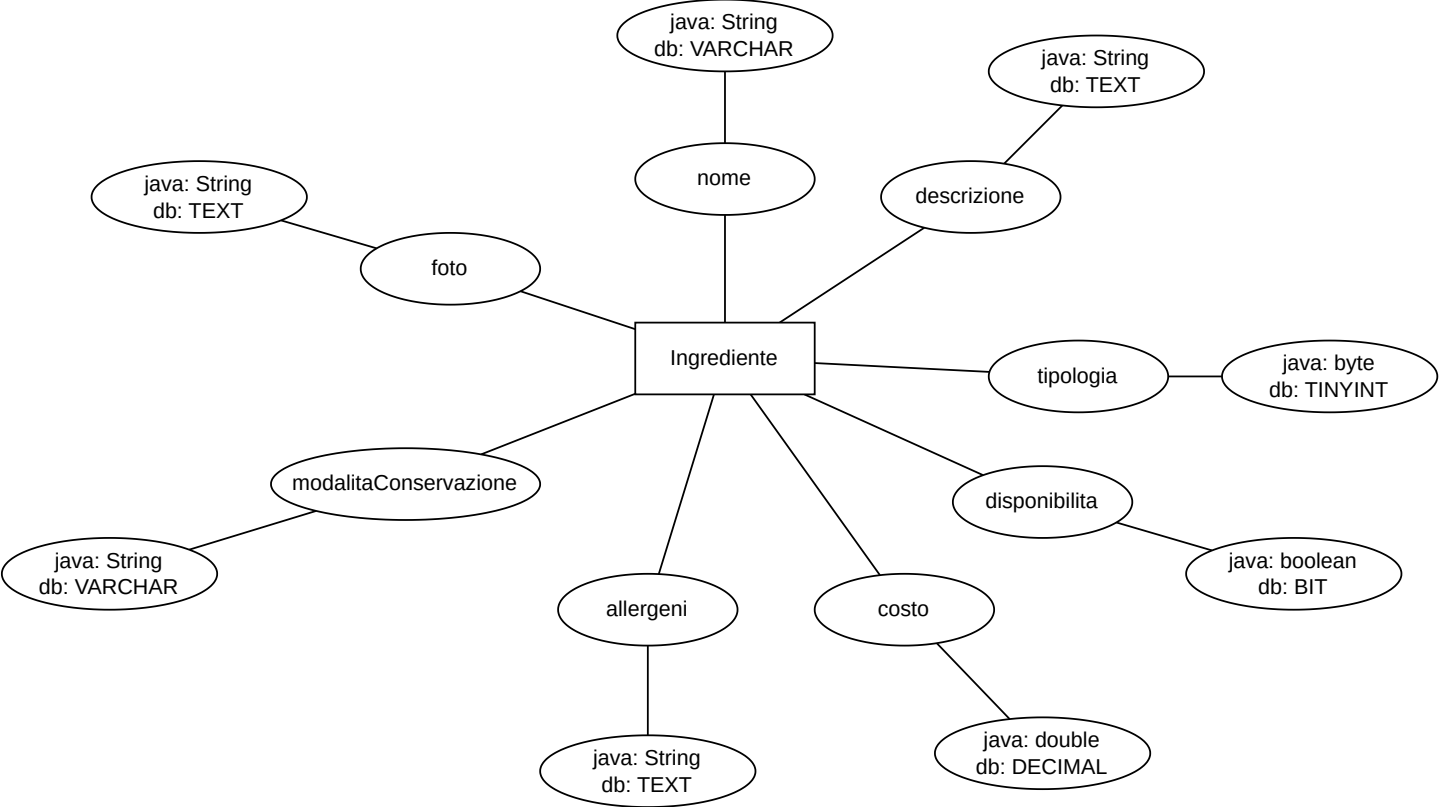 java: String
db: VARCHAR
java: String
db: TEXT
nome
java: String
db: TEXT
descrizione
foto
Ingrediente
tipologia
java: byte
db: TINYINT
modalitaConservazione
disponibilita
java: String
db: VARCHAR
java: boolean
db: BIT
allergeni
costo
java: double
db: DECIMAL
java: String
db: TEXT